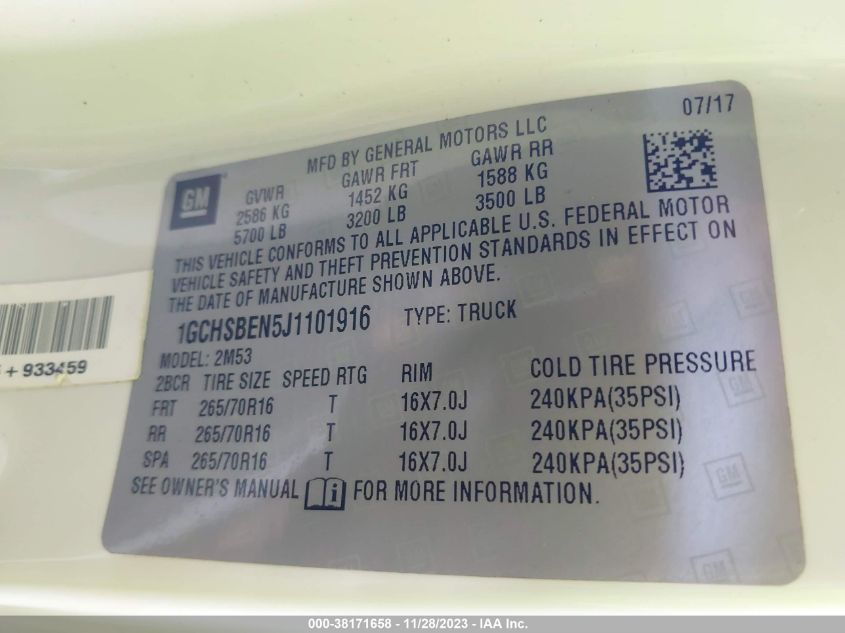 07/17
MFD BY GENERAL MOTORS LLC
GM
GVWR GAWR FRT GAWR RR
2586 KG 1452 KG 1588 KG
5700 LB 3200 LB 3500 LB
THIS VEHICLE CONFORMS TO ALL APPLICABLE U.S. FEDERAL MOTOR
VEHICLE SAFETY AND THEFT PREVENTION STANDARDS IN EFFECT ON
THE DATE OF MANUFACTURE SHOWN ABOVE.
1GCHSBEN5J1101916 TYPE: TRUCK
MODEL: 2M53
2BCR TIRE SIZE SPEED RTG RIM COLD TIRE PRESSURE
FRT 265/70R16 T 16X7.0J 240KPA(35PSI)
RR 265/70R16 T 16X7.0J 240KPA(35PSI)
SPA 265/70R16 T 16X7.0J 240KPA(35PSI)
SEE OWNER'S MANUAL i FOR MORE INFORMATION.
+ 933459
000-38171658 - 11/28/2023 - IAA Inc.